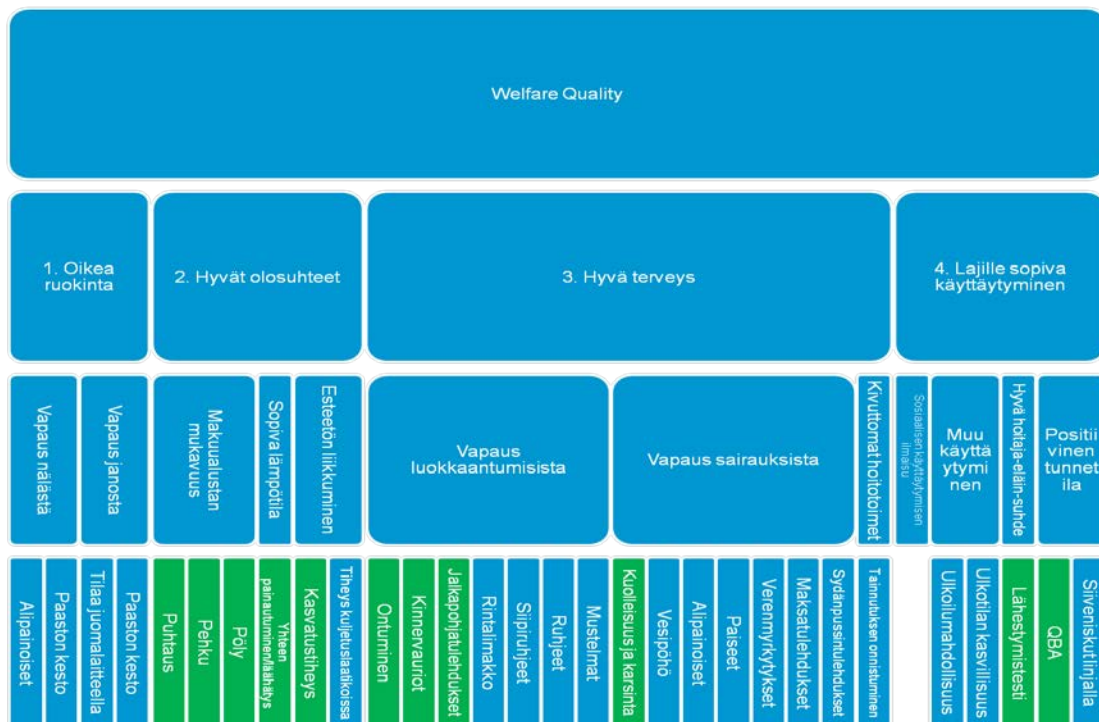 Welfare Quality
1. Oikea
ruokinta
2. Hyvät olosuhteet
3. Hyvä terveys
4. Lajille sopiva
käyttäytyminen
Vapaus nälästä
Vapaus janosta
Makuualustan
mukavuus
Sopiva lämpötila
Esteetön liikkuminen
Vapaus
luokkaantumisista
Vapaus sairauksista
Kivuttomat hoitotoimet
Sosiaalisen käyttäytymisen
ilmaisu
Muu
käyttä
ytymi
nen
Hyvä hoitaja-eläin-suhde
Positii
vinen
tunnet
ila
Alipainoiset
Paaston kesto
Tilaa juomalaitteella
Paaston kesto
Puhtaus
Pehku
Pöly
Yhteen
painautuminen/läähätys
Kasvatustiheys
Tiheys kuljetuslaatikoissa
Ontuminen
Kinnervauriot
Jalkapohjatulehdukset
Rintalimakko
Siipiruhjeet
Ruhjeet
Mustelmat
Kuolleisuus ja karsinta
Vesipöhö
Alipainoiset
Paiseet
Verenmyrkytykset
Maksatulehdukset
Sydänpussintulehdukset
Tainnutuksen onnistuminen
Ulkoilumahdollisuus
Ulkotilan kasvillisuus
Lähestymistesti
QBA
Siiveniskut linjalla